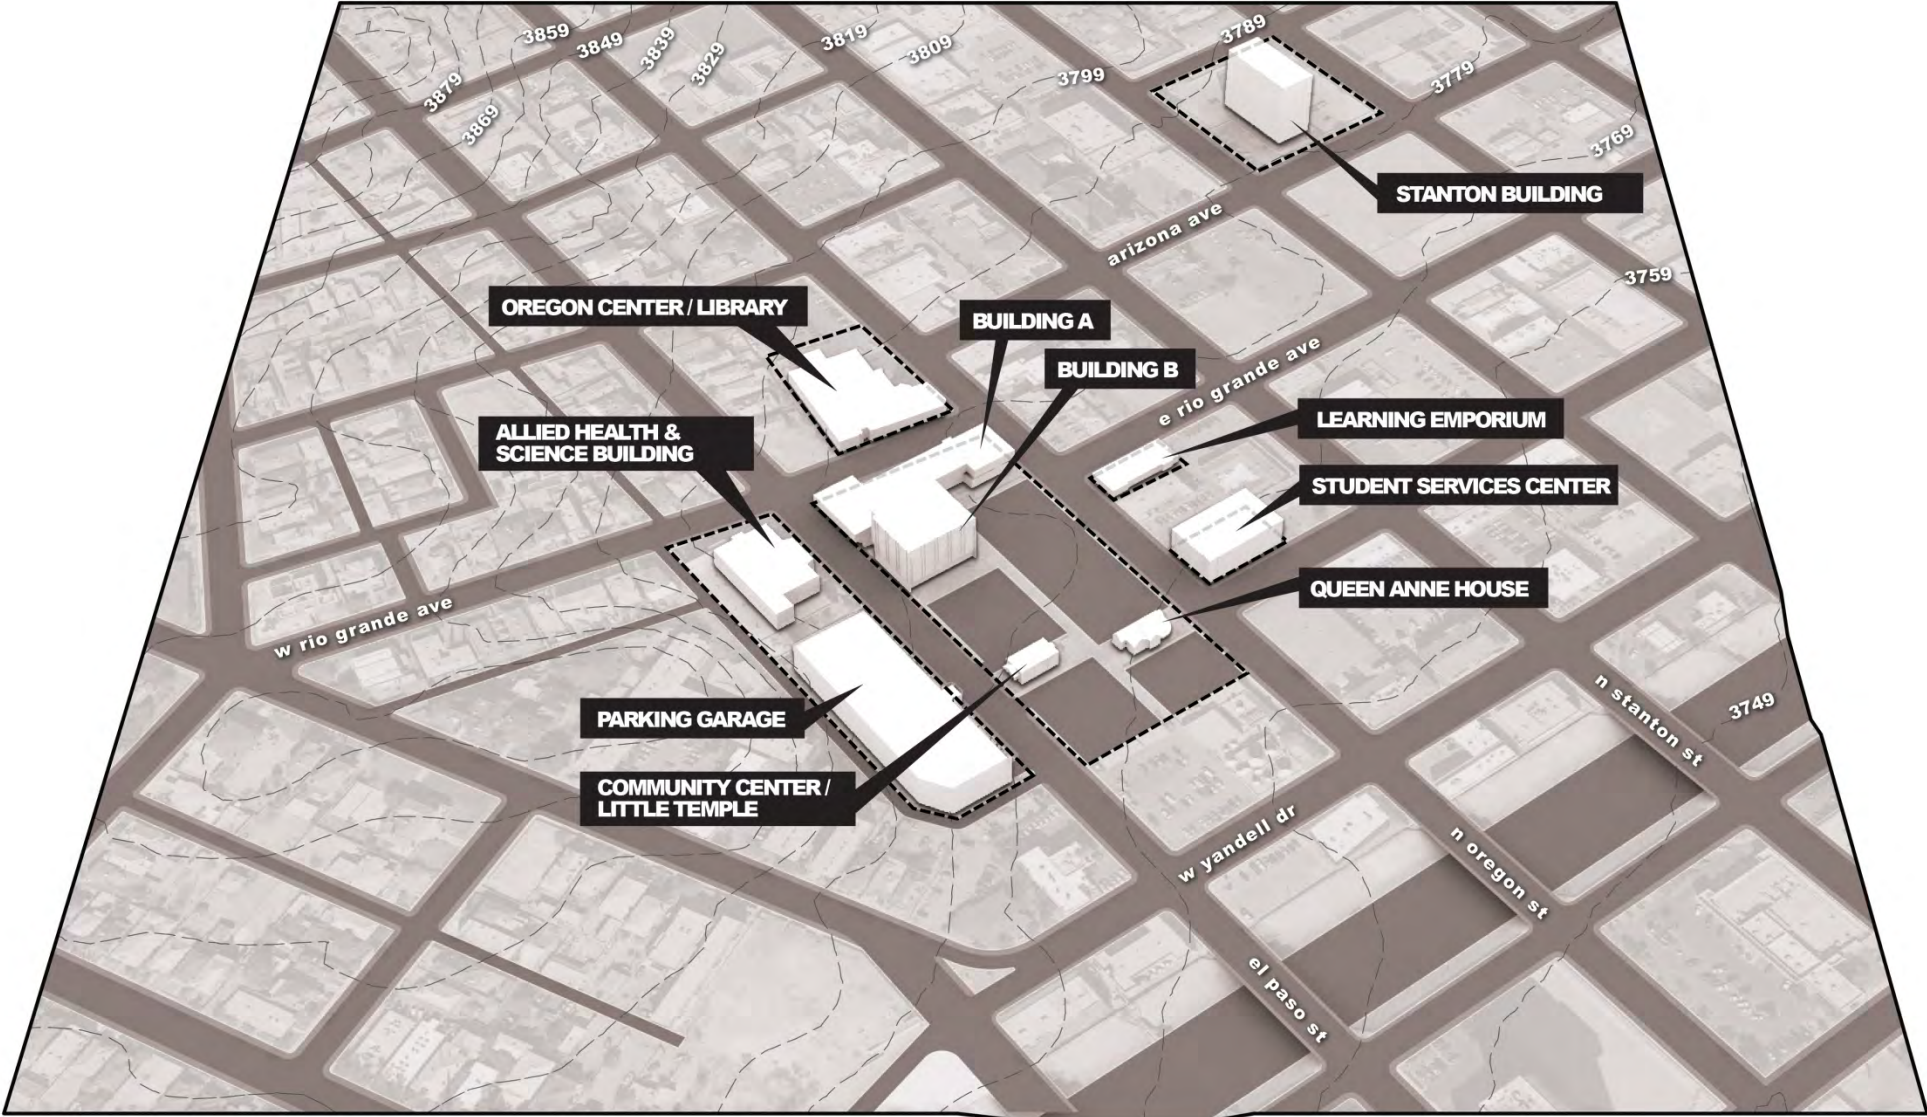 3789
3859
3849
3839
3829
3819
3809
3799
3779
3879
3869
3769
STANTON BUILDING
arizona ave
3759
OREGON CENTER / LIBRARY
BUILDING A
BUILDING B
e rio grande ave
LEARNING EMPORIUM
ALLIED HEALTH &
SCIENCE BUILDING
STUDENT SERVICES CENTER
QUEEN ANNE HOUSE
w rio grande ave
n stanton st
3749
PARKING GARAGE
COMMUNITY CENTER /
LITTLE TEMPLE
w yandell dr
n oregon st
el paso st